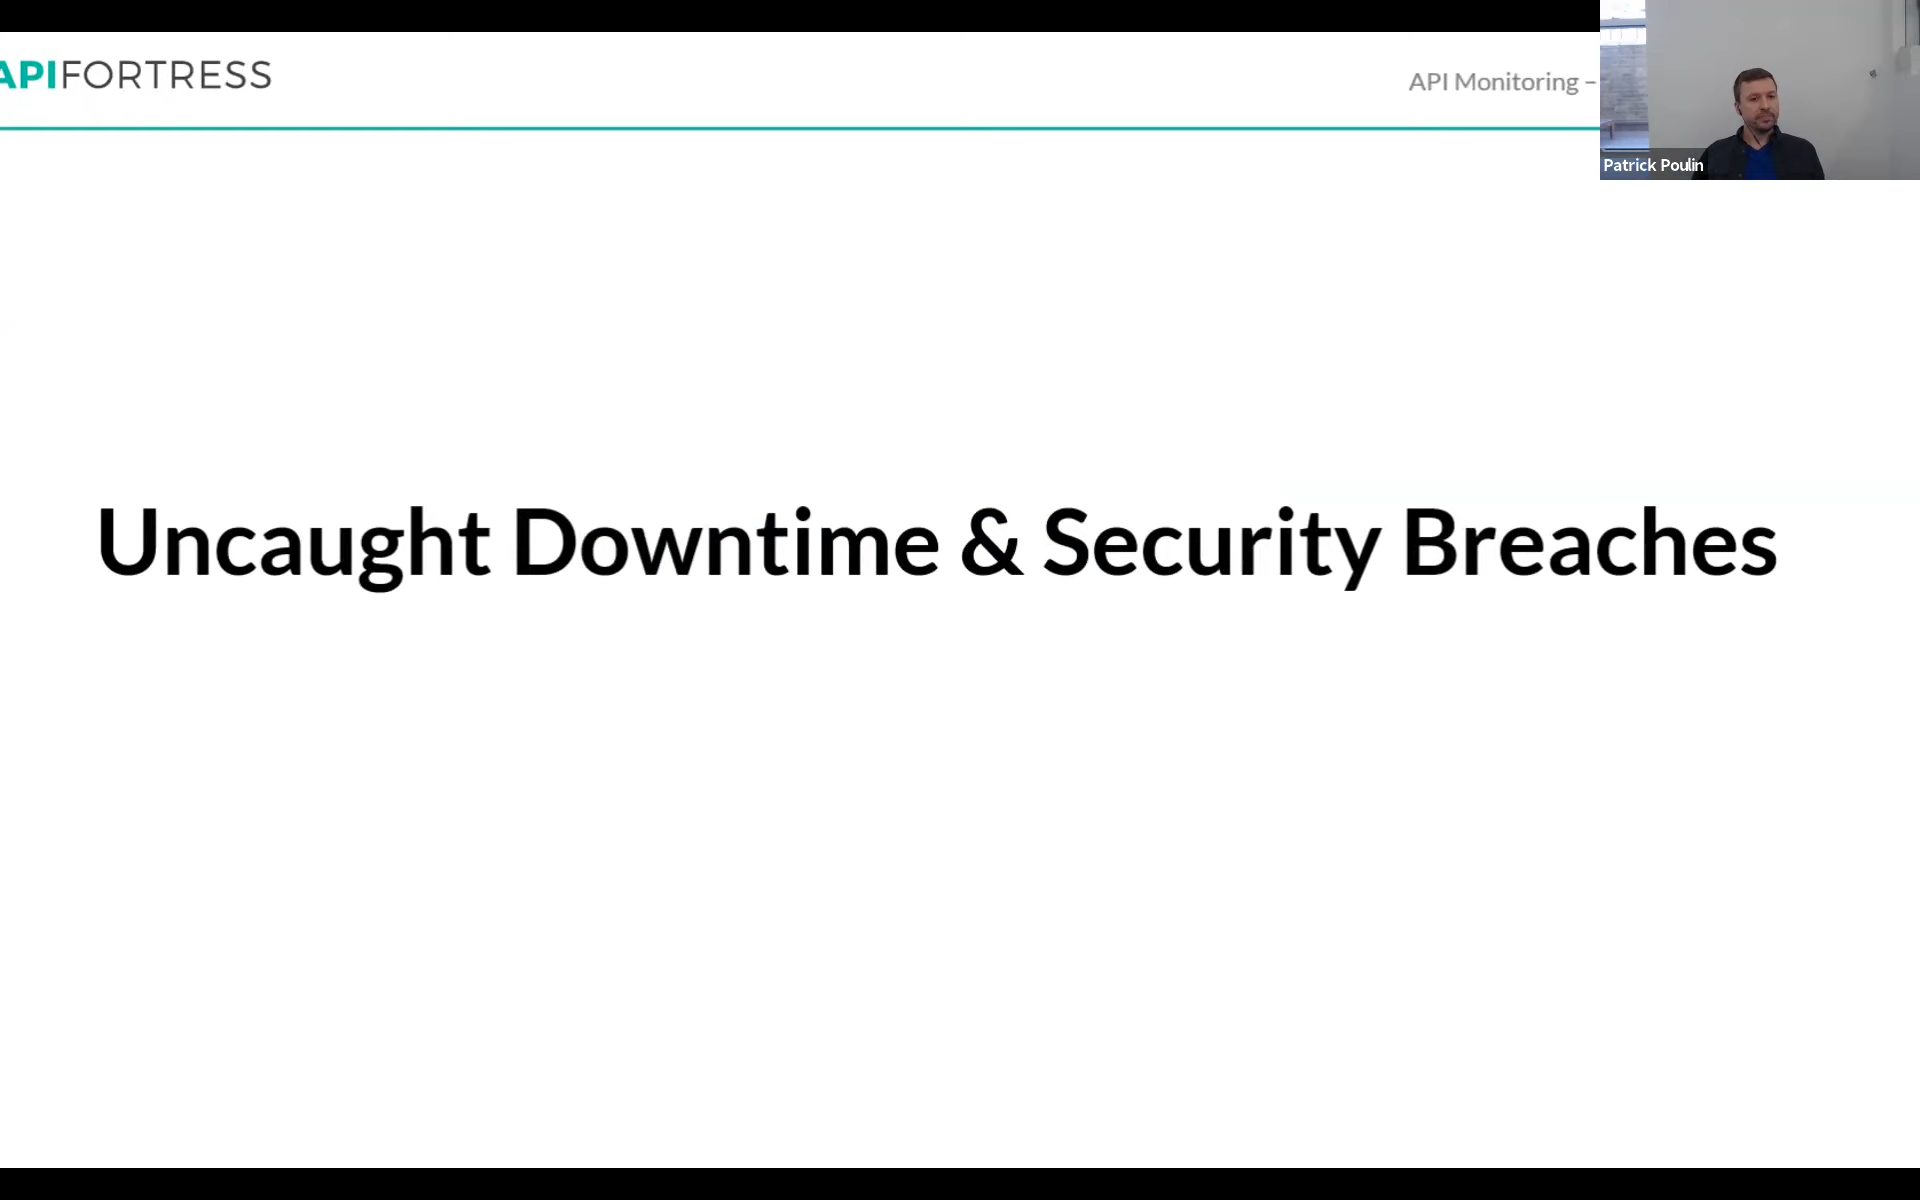 APIFORTRESS
API Monitoring –
Patrick Poulin
Uncaught Downtime & Security Breaches